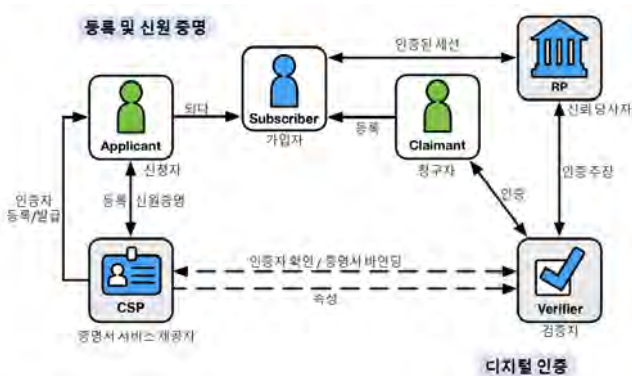 등록 및 신원 증명
인증된 세션
RP
신뢰 당사자
Applicant
신청자
되다
Subscriber
가입자
등록
Claimant
청구자
인증자
등록/발급
등록
신원증명
인증
인증 주장
CSP
증명서 서비스 제공자
인증자 확인 / 증명서 바인딩
속성
Verifier
검증자
디지털 인증